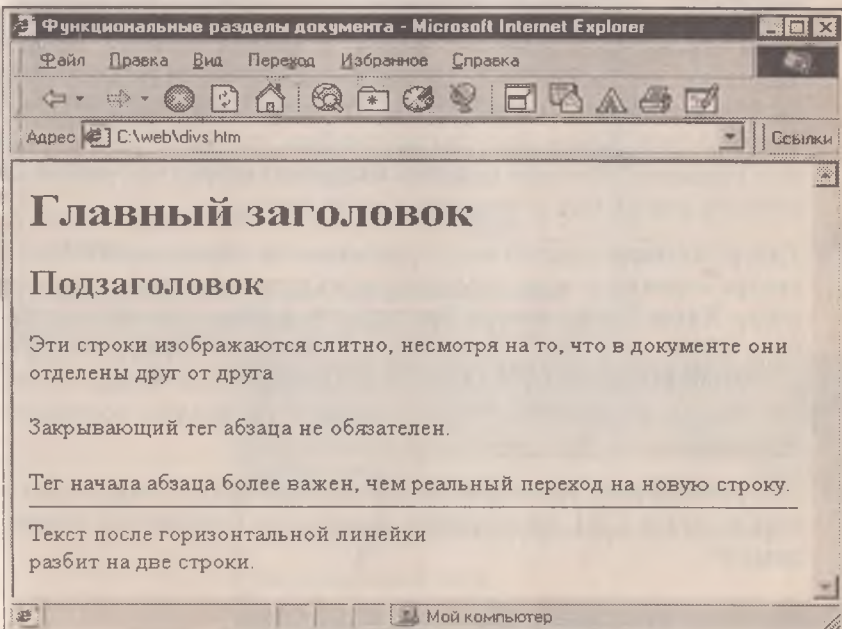 Функциональные разделы документа - Microsoft Internet Explorer
Файл Правка Вид Переход Избранное Справка
Адрес C:\web\divs.htm Ссылки
Главный заголовок
Подзаголовок
Эти строки изображаются слитно, несмотря на то, что в документе они
отделены друг от друга
Закрывающий тег абзаца не обязателен.
Тег начала абзаца более важен, чем реальный переход на новую строку.
Текст после горизонтальной линейки
разбит на две строки.
Мой компьютер